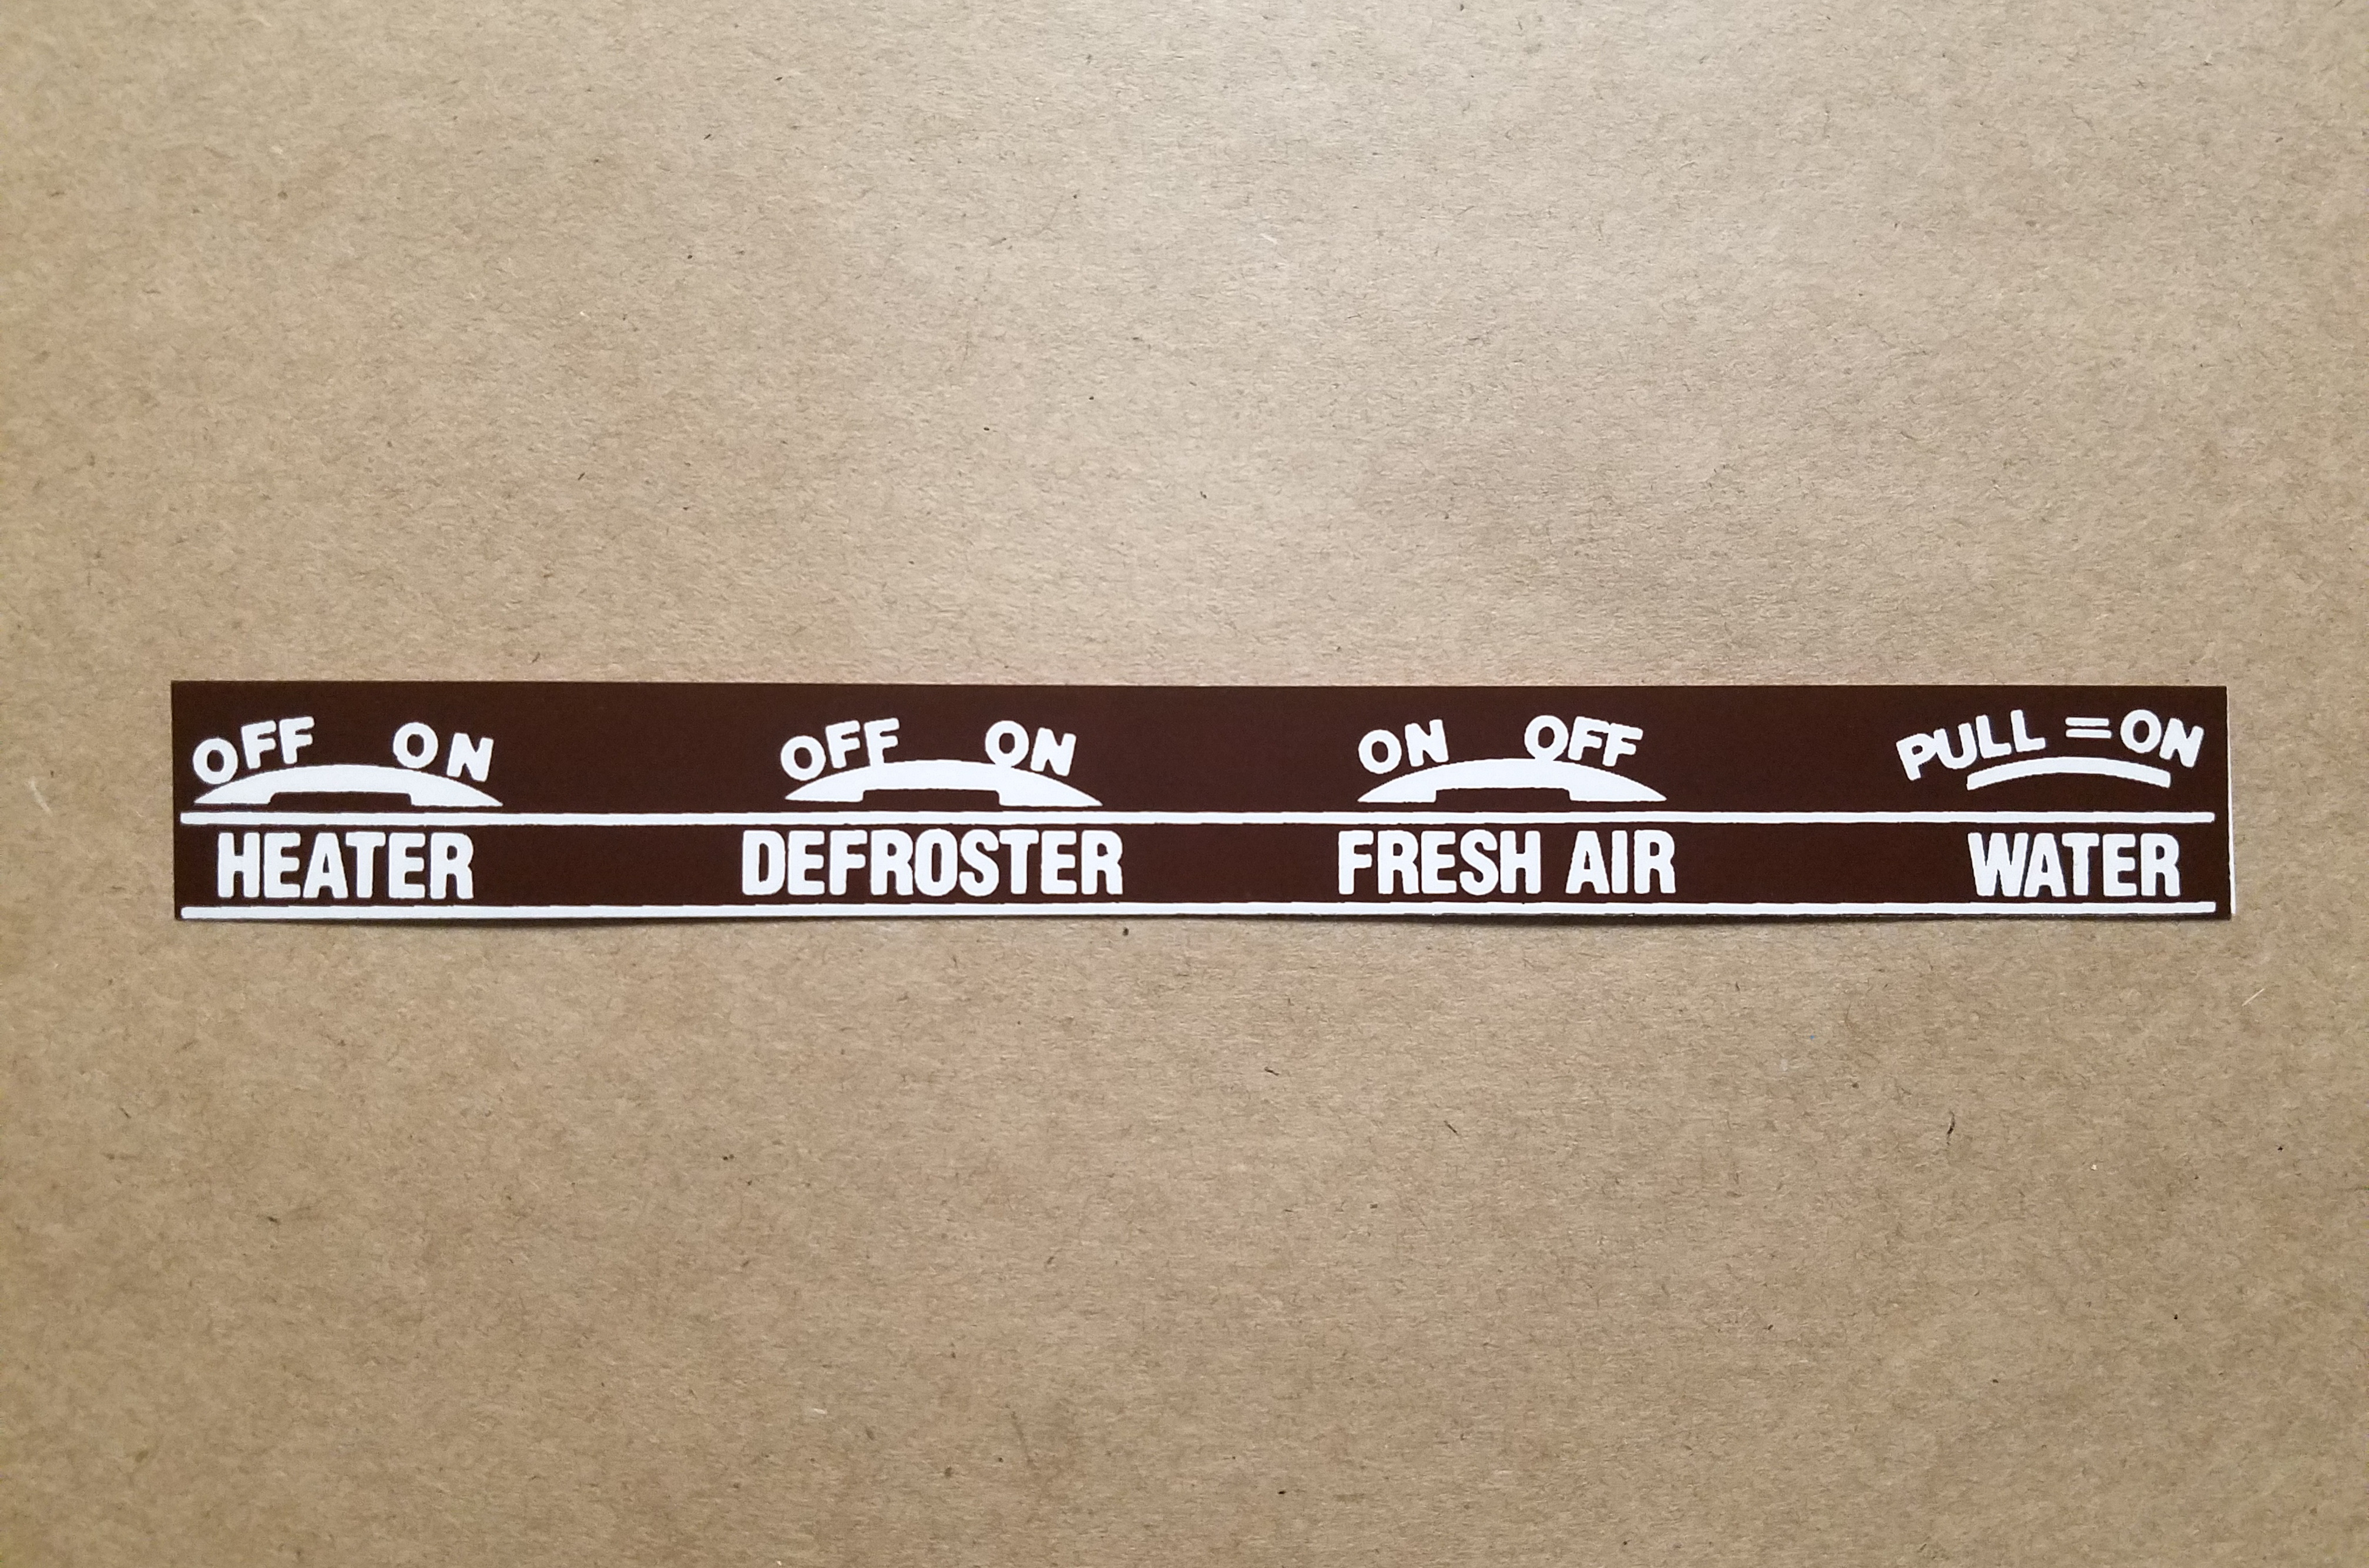 OFF ON OFF ON ON OFF PULL =ON
HEATER DEFROSTER FRESH AIR WATER